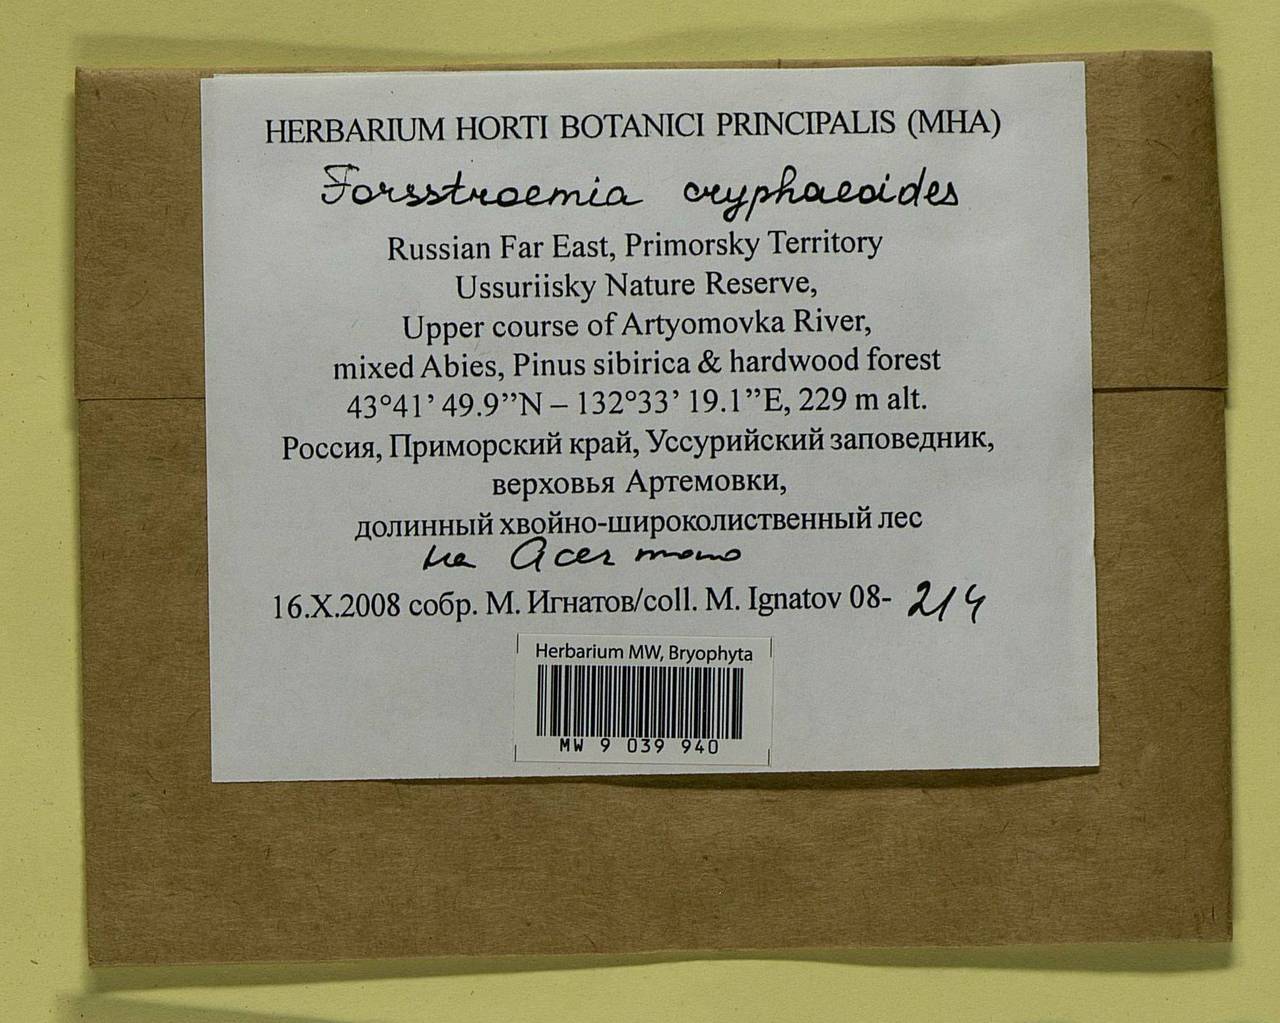 HERBARIUM HORTI BOTANICI PRINCIPALIS (MHA)
Forsstroemia cryphaeoides
Russian Far East, Primorsky Territory
Ussuriisky Nature Reserve,
Upper course of Artyomovka River,
mixed Abies, Pinus sibirica & hardwood forest
43°41’ 49.9”N – 132°33’ 19.1”E, 229 m alt.
Россия, Приморский край, Уссурийский заповедник,
верховья Артемовки,
долинный хвойно-широколиственный лес
на Acer mono
16.X.2008 собр. М. Игнатов/coll. M. Ignatov 08- 214
Herbarium MW, Bryophyta
MW 9 039 940